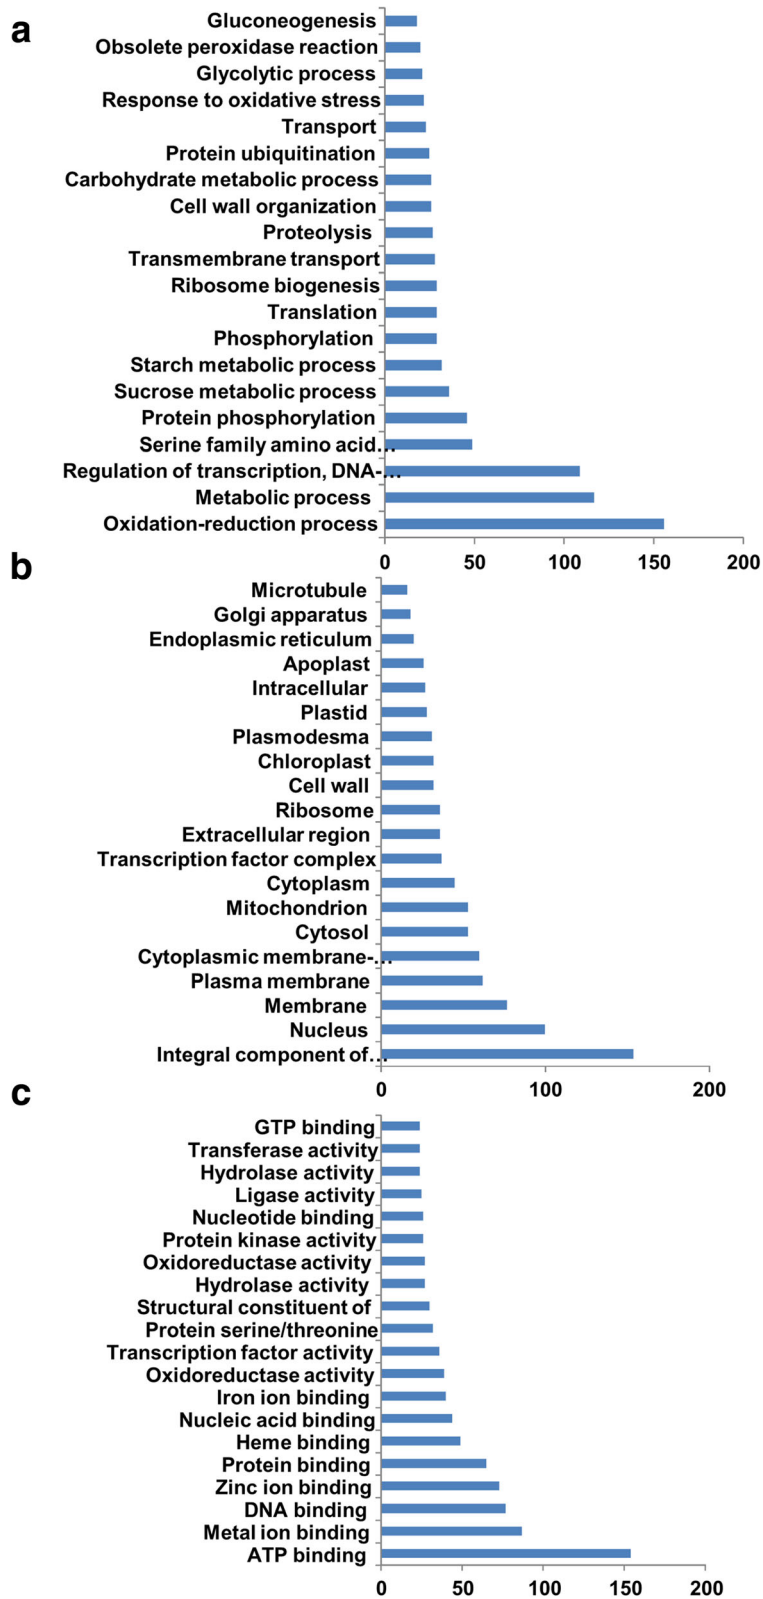 a
Gluconeogenesis
Obsolete peroxidase reaction
Glycolytic process
Response to oxidative stress
Transport
Protein ubiquitination
Carbohydrate metabolic process
Cell wall organization
Proteolysis
Transmembrane transport
Ribosome biogenesis
Translation
Phosphorylation
Starch metabolic process
Sucrose metabolic process
Protein phosphorylation
Serine family amino acid…
Regulation of transcription, DNA-…
Metabolic process
Oxidation-reduction process
0 50 100 150 200
b
Microtubule
Golgi apparatus
Endoplasmic reticulum
Apoplast
Intracellular
Plastid
Plasmodesma
Chloroplast
Cell wall
Ribosome
Extracellular region
Transcription factor complex
Cytoplasm
Mitochondrion
Cytosol
Cytoplasmic membrane-…
Plasma membrane
Membrane
Nucleus
Integral component of…
0 100 200
c
GTP binding
Transferase activity
Hydrolase activity
Ligase activity
Nucleotide binding
Protein kinase activity
Oxidoreductase activity
Hydrolase activity
Structural constituent of
Protein serine/threonine
Transcription factor activity
Oxidoreductase activity
Iron ion binding
Nucleic acid binding
Heme binding
Protein binding
Zinc ion binding
DNA binding
Metal ion binding
ATP binding
0 50 100 150 200